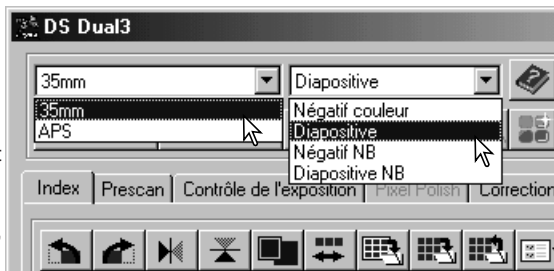 DS Dual3
35mm Diapositive
35mm Négatif couleur
APS Diapositive
Négatif NB
Diapositive NB
Index Prescan Contrôle de l'exposition Pixel Polish Correction